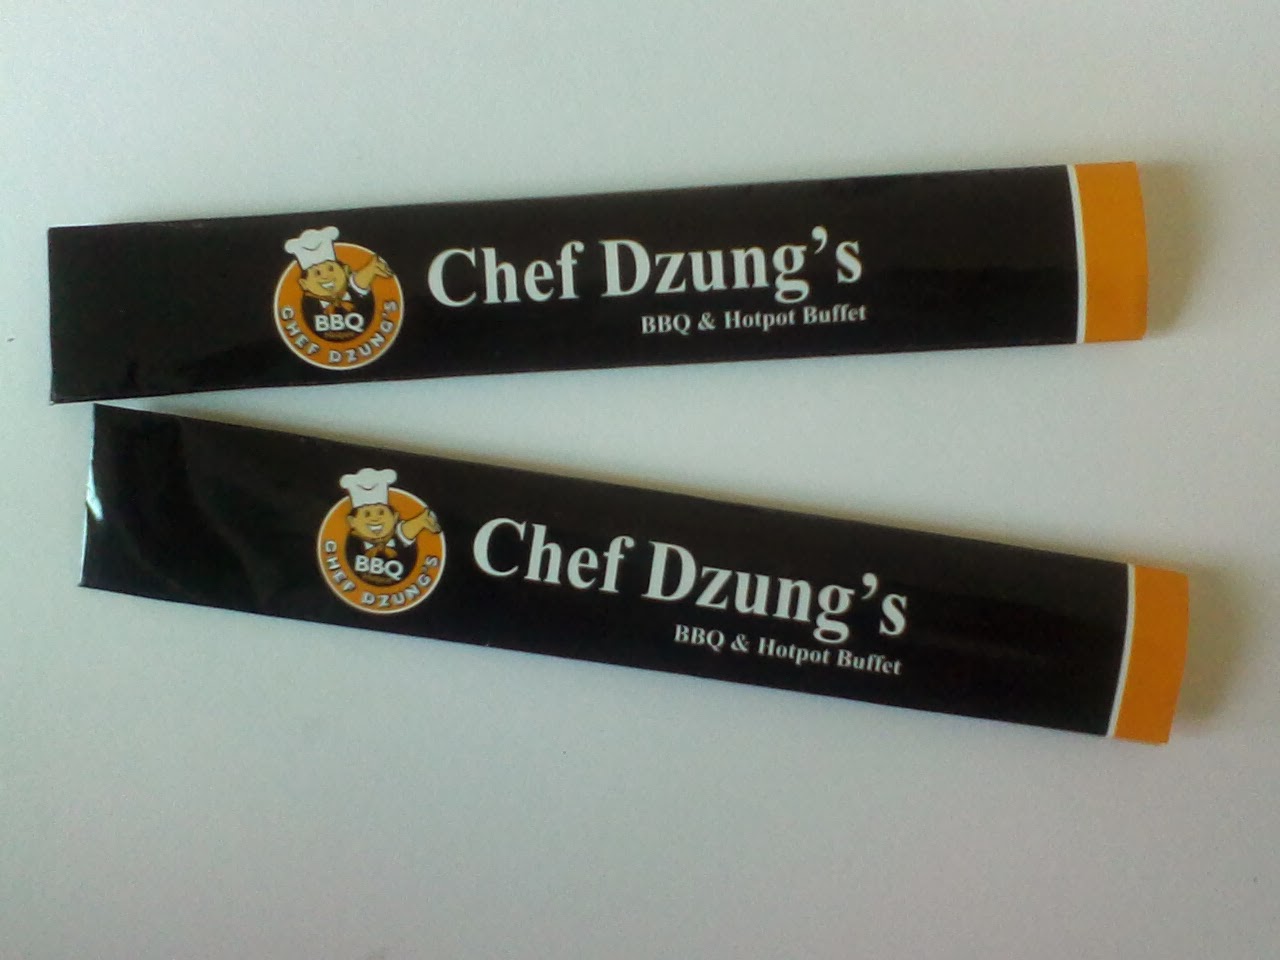 BBQ
CHEF DZUNG'S
Chef Dzung’s
BBQ & Hotpot Buffet
BBQ
CHEF DZUNG'S
Chef Dzung’s
BBQ & Hotpot Buffet